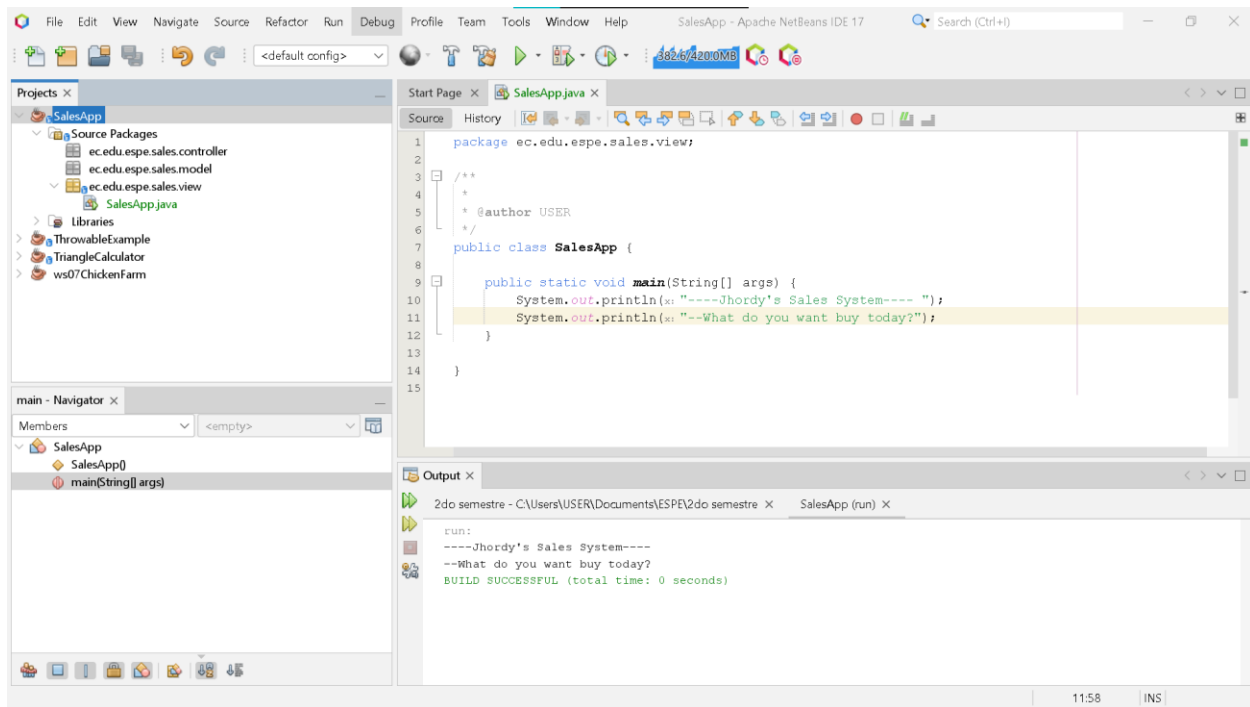 File Edit View Navigate Source Refactor Run Debug Profile Team Tools Window Help SalesApp - Apache NetBeans IDE 17 Search (Ctrl+I)
<default config> 382.6/420.0MB
Projects
SalesApp
Source Packages
ec.edu.espe.sales.controller
ec.edu.espe.sales.model
ec.edu.espe.sales.view
SalesApp.java
Libraries
ThrowableExample
TriangleCalculator
ws07ChickenFarm
Start Page SalesApp.java
Source History
1 package ec.edu.espe.sales.view;
2
3 /**
4 *
5 * @author USER
6 */
7 public class SalesApp {
8
9 public static void main(String[] args) {
10 System.out.println(x: "----Jhordy's Sales System---- ");
11 System.out.println(x: "--What do you want buy today?");
12 }
13
14 }
15
main - Navigator
Members <empty>
SalesApp
SalesApp()
main(String[] args)
Output
2do semestre - C:\Users\USER\Documents\ESPE\2do semestre SalesApp (run)
run:
----Jhordy's Sales System----
--What do you want buy today?
BUILD SUCCESSFUL (total time: 0 seconds)
11:58 INS